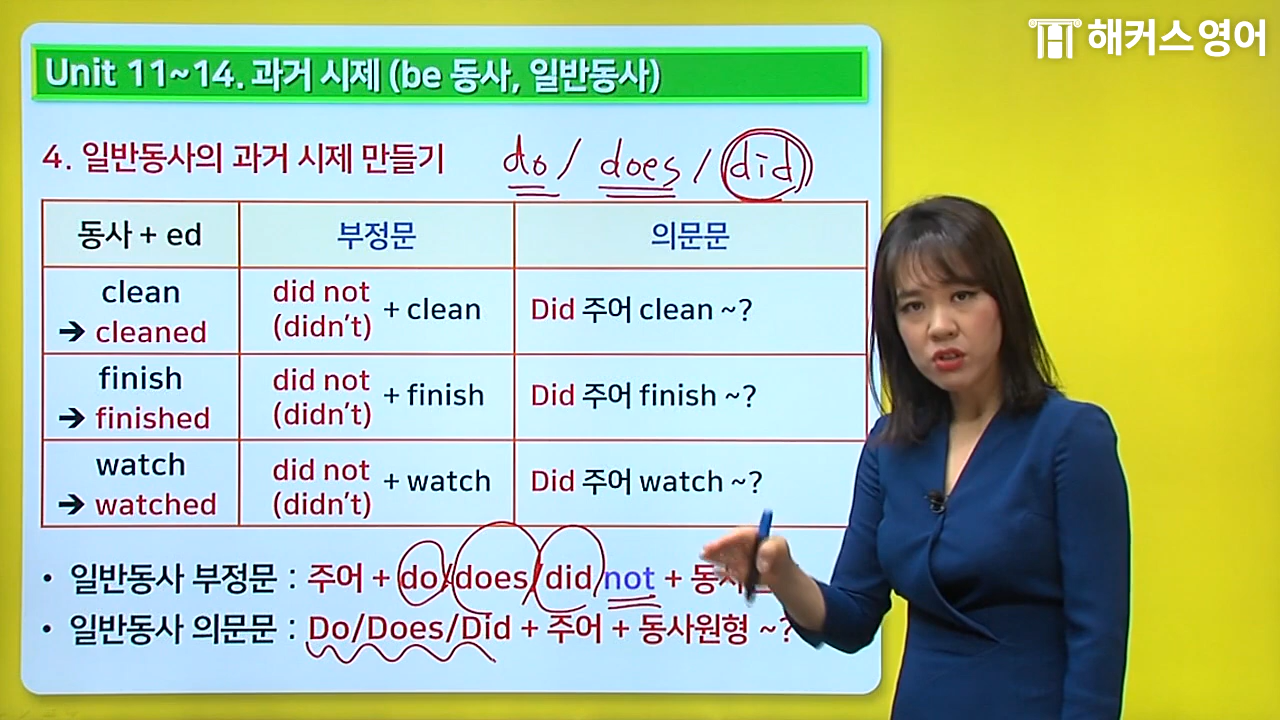 해커스영어
Unit 11~14. 과거 시제 (be 동사, 일반동사)
4. 일반동사의 과거 시제 만들기
do / does / did
동사 + ed 부정문 의문문
clean
➔ cleaned
did not
(didn't)
+ clean
Did 주어 clean ~?
finish
➔ finished
did not
(didn't)
+ finish
Did 주어 finish ~?
watch
➔ watched
did not
(didn't)
+ watch
Did 주어 watch ~?
• 일반동사 부정문 : 주어 + do/does/did not +
• 일반동사 의문문 : Do/Does/Did + 주어 + 동사원형 ~?